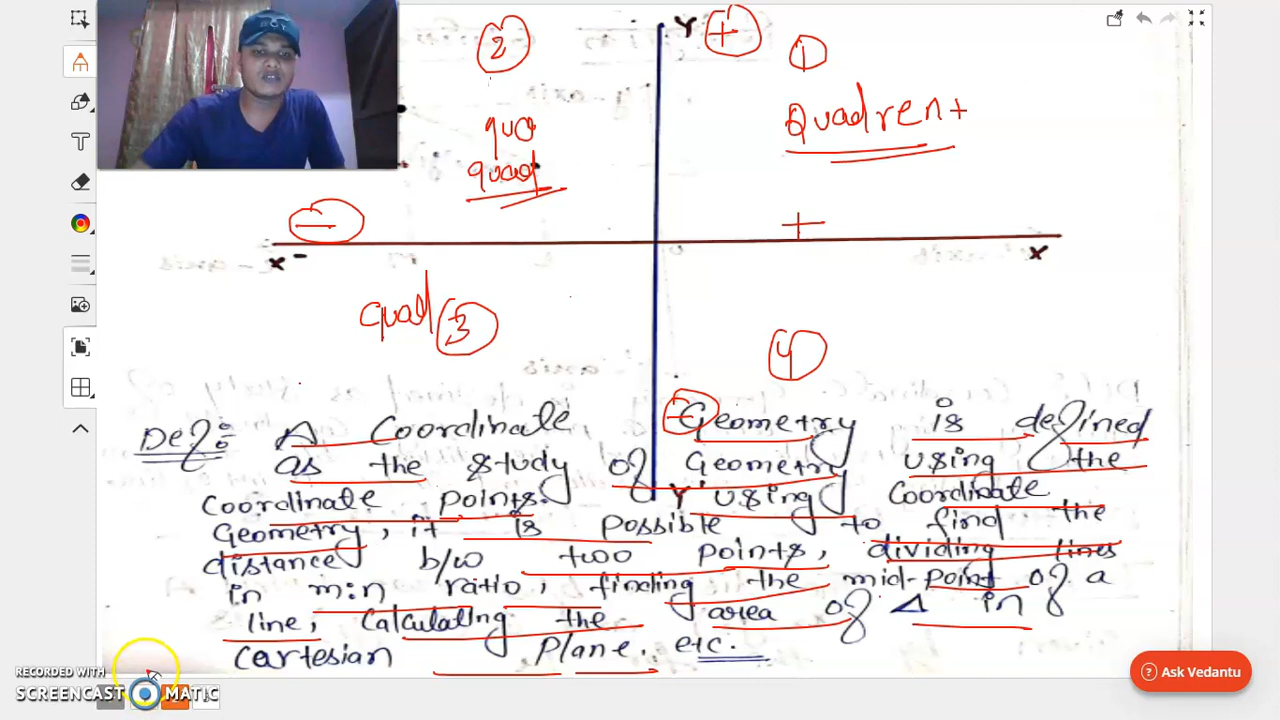 Y +
①
②
Quadrent
quo
quad
−
+
X -
X
quad ③
④
Def: A Coordinate − Geometry is defined
as the study of Geometry using the
Coordinate points. Y' using Coordinate
Geometry, it is possible to find the
distance b/w two points, dividing lines
in m:n ratio, finding the mid-point of a
line, Calculating the area of Δ in
Cartesian Plane. etc.
RECORDED WITH
SCREENCAST MATIC
? Ask Vedantu
T